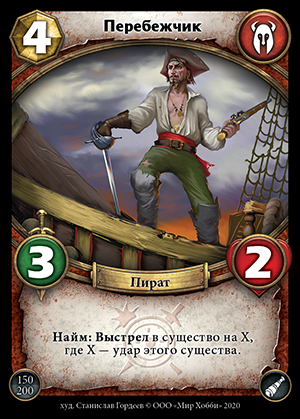 4
Перебежчик
3
Пират
2
Найм: Выстрел в существо на X,
где X — удар этого существа.
150
200
худ. Станислав Гордеев © ООО «Мир Хобби» 2020